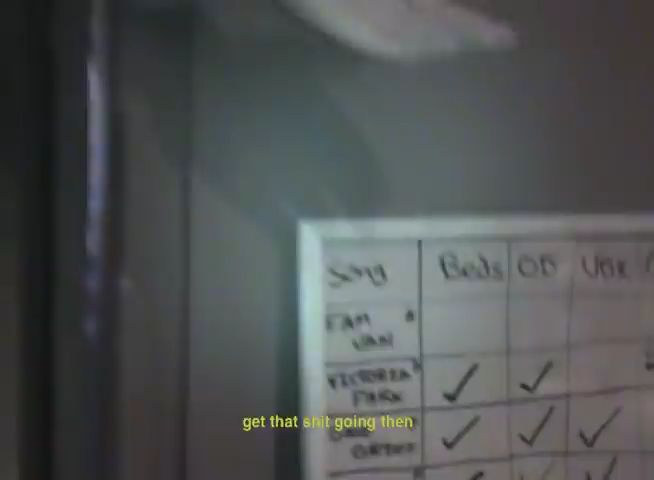 Song Beds OD Vox
FAM
VAN
VICTORIA
PARK
get that shit going then